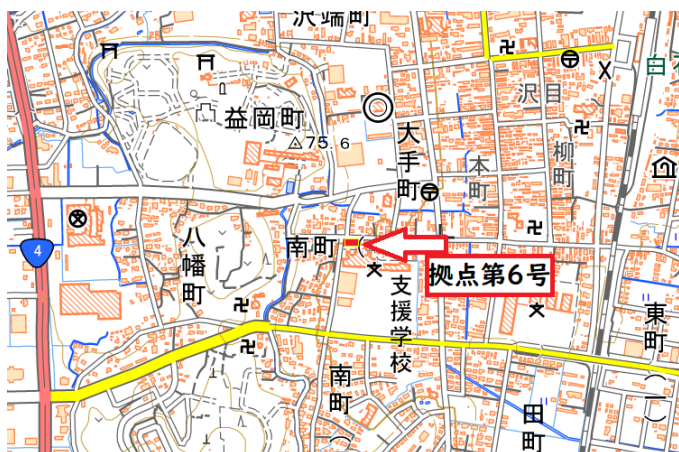 沢端町
益岡町
75.6
大手町
沢目
白
本町
柳町
4
八幡町
南町(
拠点第6号
支援学校
東町(一)
南町(
田町